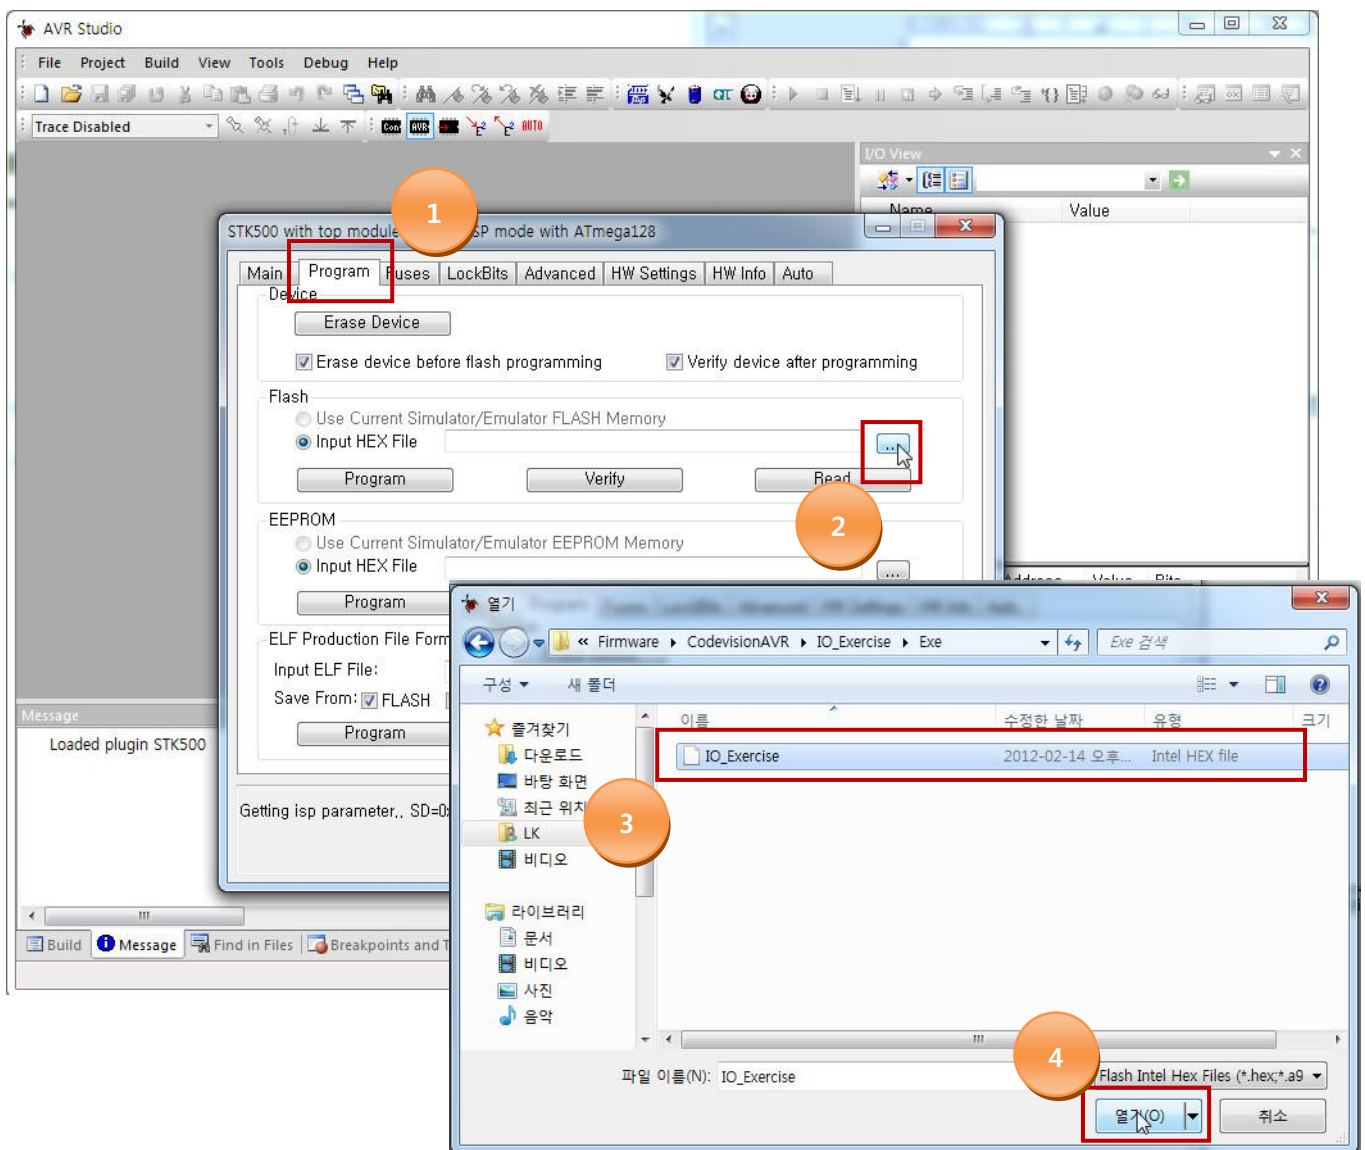 AVR Studio
File Project Build View Tools Debug Help
Trace Disabled
Con AVR AUTO
I/O View
Name Value
1
STK500 with top module SP mode with ATmega128
Main Program Fuses LockBits Advanced HW Settings HW Info Auto
Device
Erase Device
Erase device before flash programming Verify device after programming
Flash
Use Current Simulator/Emulator FLASH Memory
Input HEX File ...
Program Verify Read
2
EEPROM
Use Current Simulator/Emulator EEPROM Memory
Input HEX File ...
Program
Address Value Bits
ELF Production File Form
Input ELF File:
Save From: FLASH
Program
Getting isp parameter,, SD=0x
Message
Loaded plugin STK500
Build Message Find in Files Breakpoints and T
열기
« Firmware CodevisionAVR IO_Exercise Exe Exe 검색
구성 새 폴더
이름 수정한 날짜 유형 크기
IO_Exercise 2012-02-14 오후... Intel HEX file
즐겨찾기
다운로드
바탕 화면
최근 위치
3
LK
비디오
라이브러리
문서
비디오
사진
음악
4
파일 이름(N): IO_Exercise Flash Intel Hex Files (*.hex;*.a9
열기(O) 취소